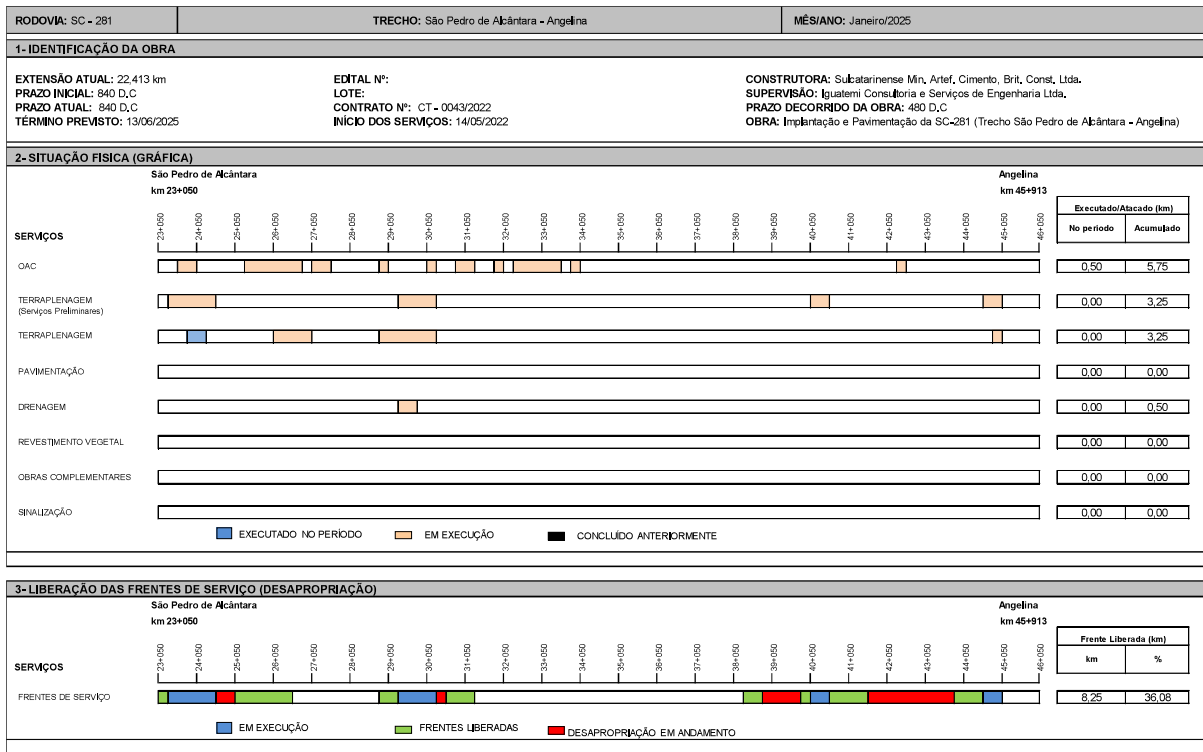 RODOVIA: SC - 281 TRECHO: São Pedro de Alcântara - Angelina MÊS/ANO: Janeiro/2025
1- IDENTIFICAÇÃO DA OBRA
EXTENSÃO ATUAL: 22,413 km EDITAL Nº: CONSTRUTORA: Sulcatarinense Min. Artef. Cimento, Brit. Const. Ltda.
PRAZO INICIAL: 840 D.C LOTE: SUPERVISÃO: Iguatemi Consultoria e Serviços de Engenharia Ltda.
PRAZO ATUAL: 840 D.C CONTRATO Nº: CT - 0043/2022 PRAZO DECORRIDO DA OBRA: 480 D.C
TÉRMINO PREVISTO: 13/06/2025 INÍCIO DOS SERVIÇOS: 14/05/2022 OBRA: Implantação e Pavimentação da SC-281 (Trecho São Pedro de Alcântara - Angelina)
2- SITUAÇÃO FÍSICA (GRÁFICA)
São Pedro de Alcântara Angelina
km 23+050 km 45+913
Executado/Atacado (km)
SERVIÇOS 23+050 24+050 25+050 26+050 27+050 28+050 29+050 30+050 31+050 32+050 33+050 34+050 35+050 36+050 37+050 38+050 39+050 40+050 41+050 42+050 43+050 44+050 45+050 46+050 No período Acumulado
OAC 0,50 5,75
TERRAPLENAGEM
(Serviços Preliminares) 0,00 3,25
TERRAPLENAGEM 0,00 3,25
PAVIMENTAÇÃO 0,00 0,00
DRENAGEM 0,00 0,50
REVESTIMENTO VEGETAL 0,00 0,00
OBRAS COMPLEMENTARES 0,00 0,00
SINALIZAÇÃO 0,00 0,00
EXECUTADO NO PERÍODO EM EXECUÇÃO CONCLUÍDO ANTERIORMENTE
3- LIBERAÇÃO DAS FRENTES DE SERVIÇO (DESAPROPRIAÇÃO)
São Pedro de Alcântara Angelina
km 23+050 km 45+913
Frente Liberada (km)
SERVIÇOS 23+050 24+050 25+050 26+050 27+050 28+050 29+050 30+050 31+050 32+050 33+050 34+050 35+050 36+050 37+050 38+050 39+050 40+050 41+050 42+050 43+050 44+050 45+050 46+050 km %
FRENTES DE SERVIÇO 8,25 36,08
EM EXECUÇÃO FRENTES LIBERADAS DESAPROPRIAÇÃO EM ANDAMENTO